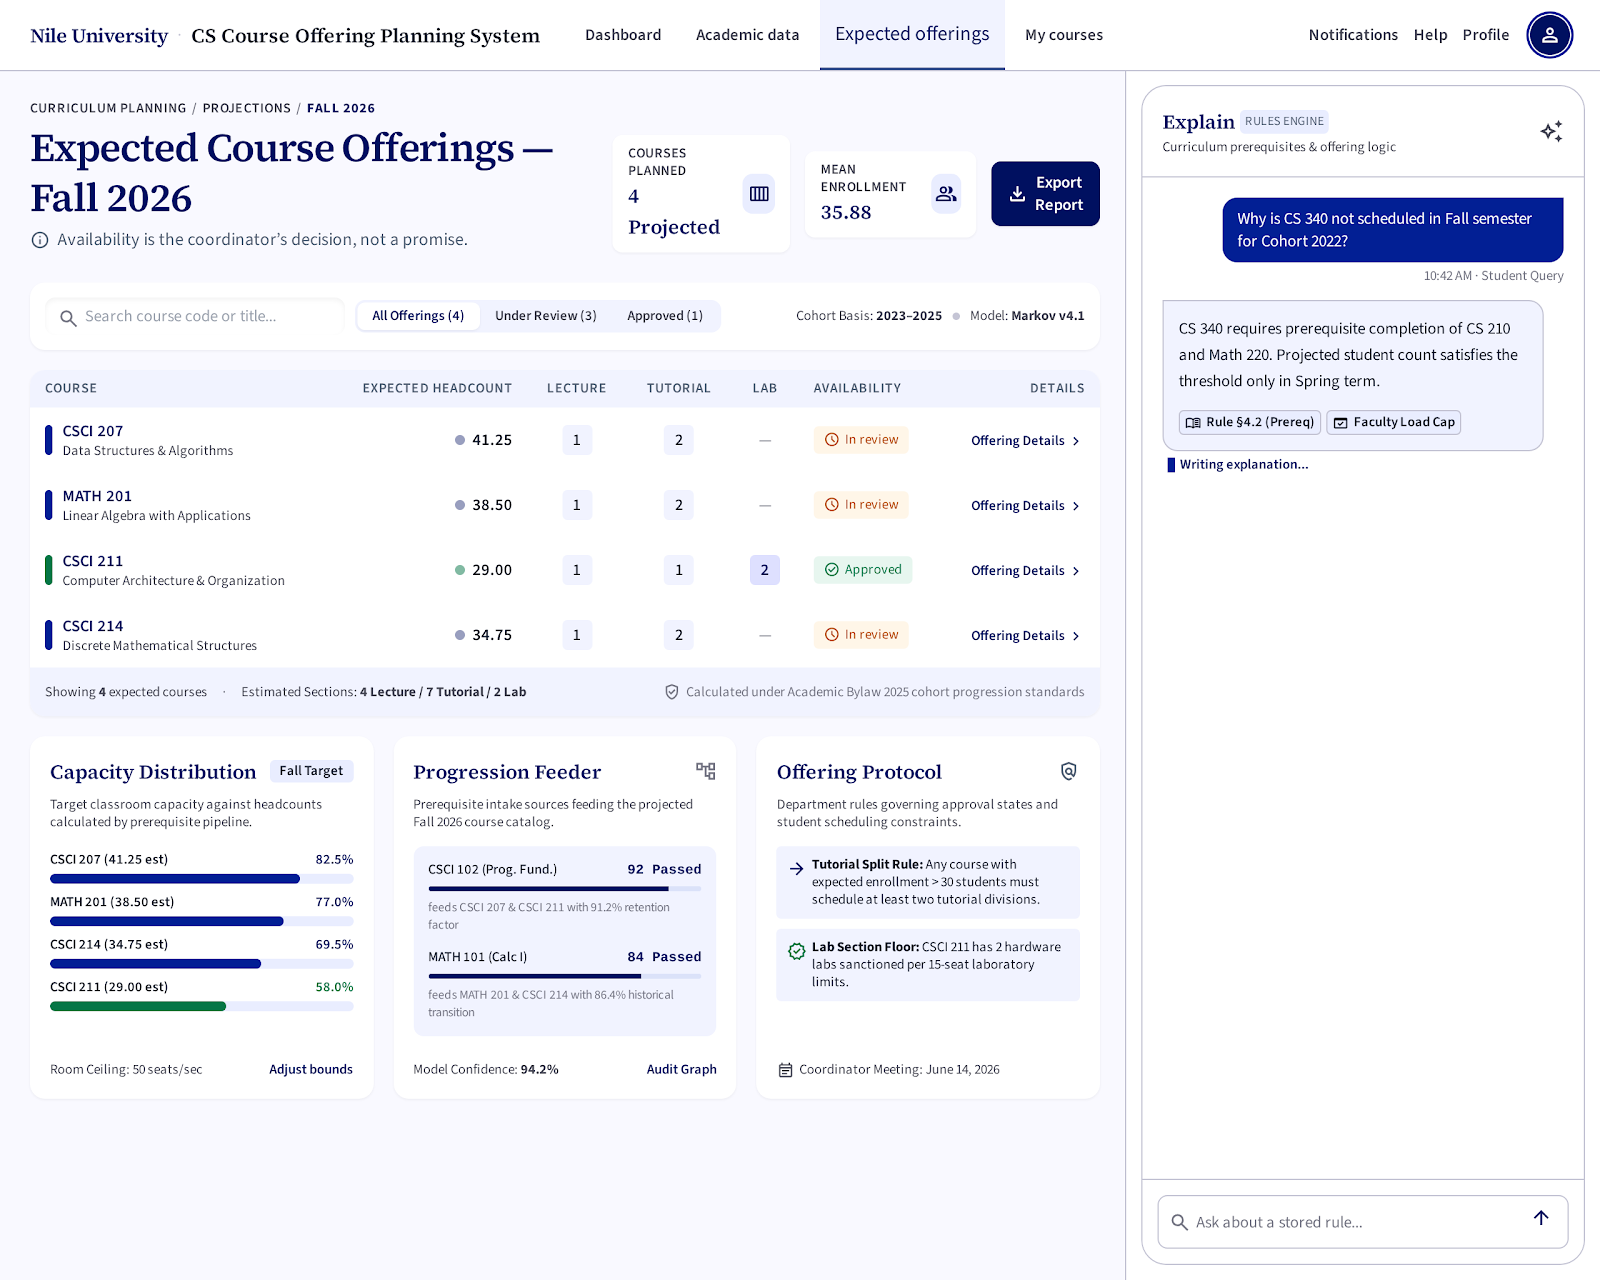 Nile University · CS Course Offering Planning System
Dashboard
Academic data
Expected offerings
My courses
Notifications
Help
Profile
CURRICULUM PLANNING / PROJECTIONS / FALL 2026
Expected Course Offerings —
Fall 2026
Availability is the coordinator's decision, not a promise.
COURSES
PLANNED
4
Projected
MEAN
ENROLLMENT
35.88
Export
Report
Search course code or title...
All Offerings (4)
Under Review (3)
Approved (1)
Cohort Basis: 2023–2025
Model: Markov v4.1
COURSE
EXPECTED HEADCOUNT
LECTURE
TUTORIAL
LAB
AVAILABILITY
DETAILS
CSCI 207
Data Structures & Algorithms
41.25
1
2
—
In review
Offering Details
MATH 201
Linear Algebra with Applications
38.50
1
2
—
In review
Offering Details
CSCI 211
Computer Architecture & Organization
29.00
1
1
2
Approved
Offering Details
CSCI 214
Discrete Mathematical Structures
34.75
1
2
—
In review
Offering Details
Showing 4 expected courses · Estimated Sections: 4 Lecture / 7 Tutorial / 2 Lab
Calculated under Academic Bylaw 2025 cohort progression standards
Capacity Distribution
Fall Target
Target classroom capacity against headcounts
calculated by prerequisite pipeline.
CSCI 207 (41.25 est)
82.5%
MATH 201 (38.50 est)
77.0%
CSCI 214 (34.75 est)
69.5%
CSCI 211 (29.00 est)
58.0%
Room Ceiling: 50 seats/sec
Adjust bounds
Progression Feeder
Prerequisite intake sources feeding the projected
Fall 2026 course catalog.
CSCI 102 (Prog. Fund.)
92 Passed
feeds CSCI 207 & CSCI 211 with 91.2% retention
factor
MATH 101 (Calc I)
84 Passed
feeds MATH 201 & CSCI 214 with 86.4% historical
transition
Model Confidence: 94.2%
Audit Graph
Offering Protocol
Department rules governing approval states and
student scheduling constraints.
Tutorial Split Rule: Any course with
expected enrollment > 30 students must
schedule at least two tutorial divisions.
Lab Section Floor: CSCI 211 has 2 hardware
labs sanctioned per 15-seat laboratory
limits.
Coordinator Meeting: June 14, 2026
Explain
RULES ENGINE
Curriculum prerequisites & offering logic
Why is CS 340 not scheduled in Fall semester
for Cohort 2022?
10:42 AM · Student Query
CS 340 requires prerequisite completion of CS 210
and Math 220. Projected student count satisfies the
threshold only in Spring term.
Rule §4.2 (Prereq)
Faculty Load Cap
Writing explanation...
Ask about a stored rule...